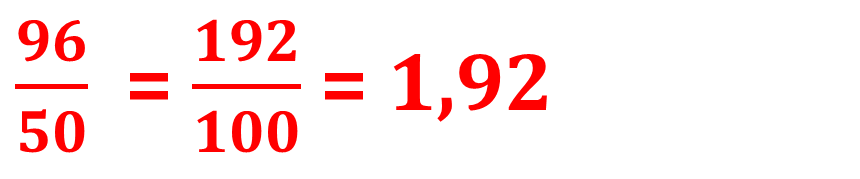 96/50 = 192/100 = 1,92